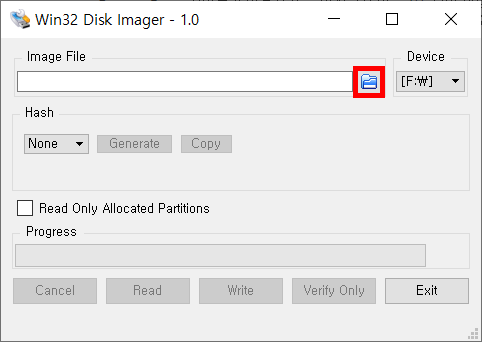 Win32 Disk Imager - 1.0
Image File
Device
[F:₩]
Hash
None
Generate
Copy
Read Only Allocated Partitions
Progress
Cancel
Read
Write
Verify Only
Exit